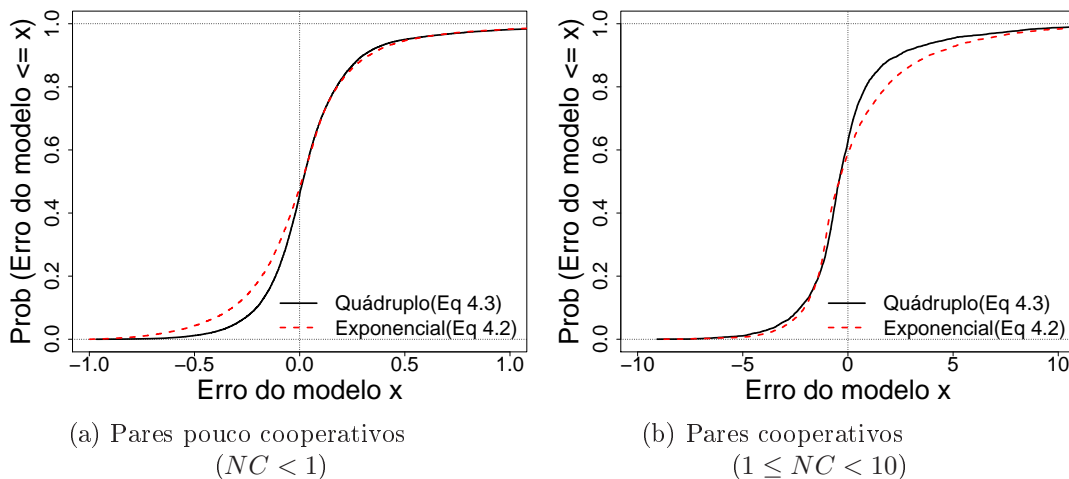 Prob (Erro do modelo <= x)
1.0
0.8
0.6
0.4
0.2
0.0
Quádruplo(Eq 4.3)
Exponencial(Eq 4.2)
−1.0 −0.5 0.0 0.5 1.0
Erro do modelo x
(a) Pares pouco cooperativos
(NC < 1)
Prob (Erro do modelo <= x)
1.0
0.8
0.6
0.4
0.2
0.0
Quádruplo(Eq 4.3)
Exponencial(Eq 4.2)
−10 −5 0 5 10
Erro do modelo x
(b) Pares cooperativos
(1 ≤ NC < 10)